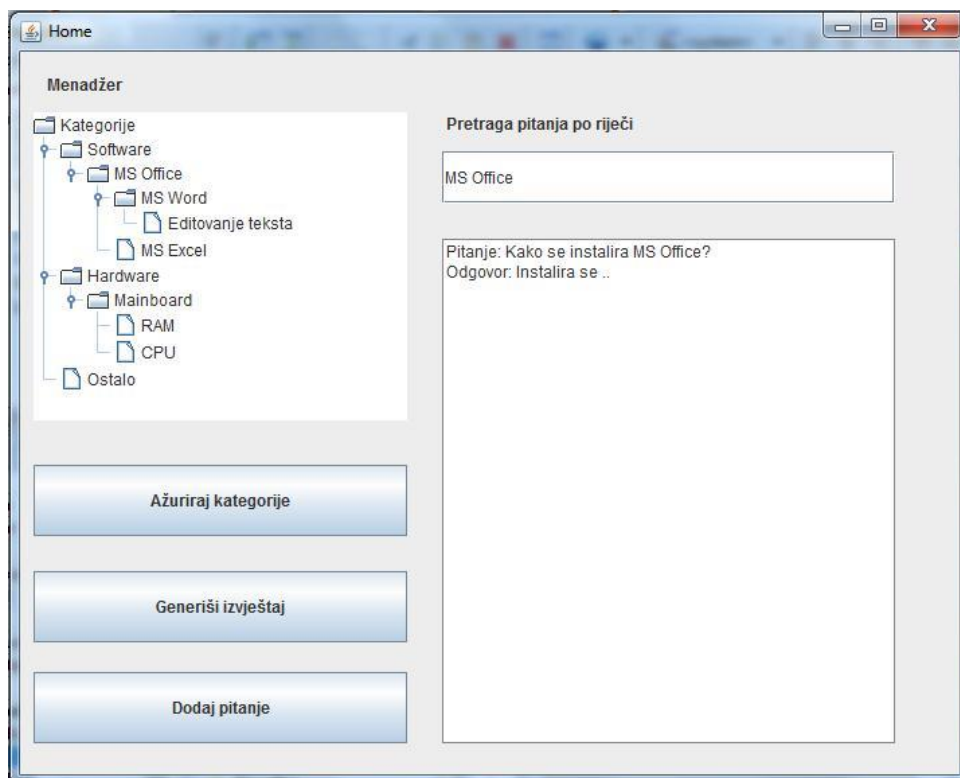 Home
Menadžer
Kategorije
Software
MS Office
MS Word
Editovanje teksta
MS Excel
Hardware
Mainboard
RAM
CPU
Ostalo
Ažuriraj kategorije
Generiši izvještaj
Dodaj pitanje
Pretraga pitanja po riječi
MS Office
Pitanje: Kako se instalira MS Office?
Odgovor: Instalira se ..